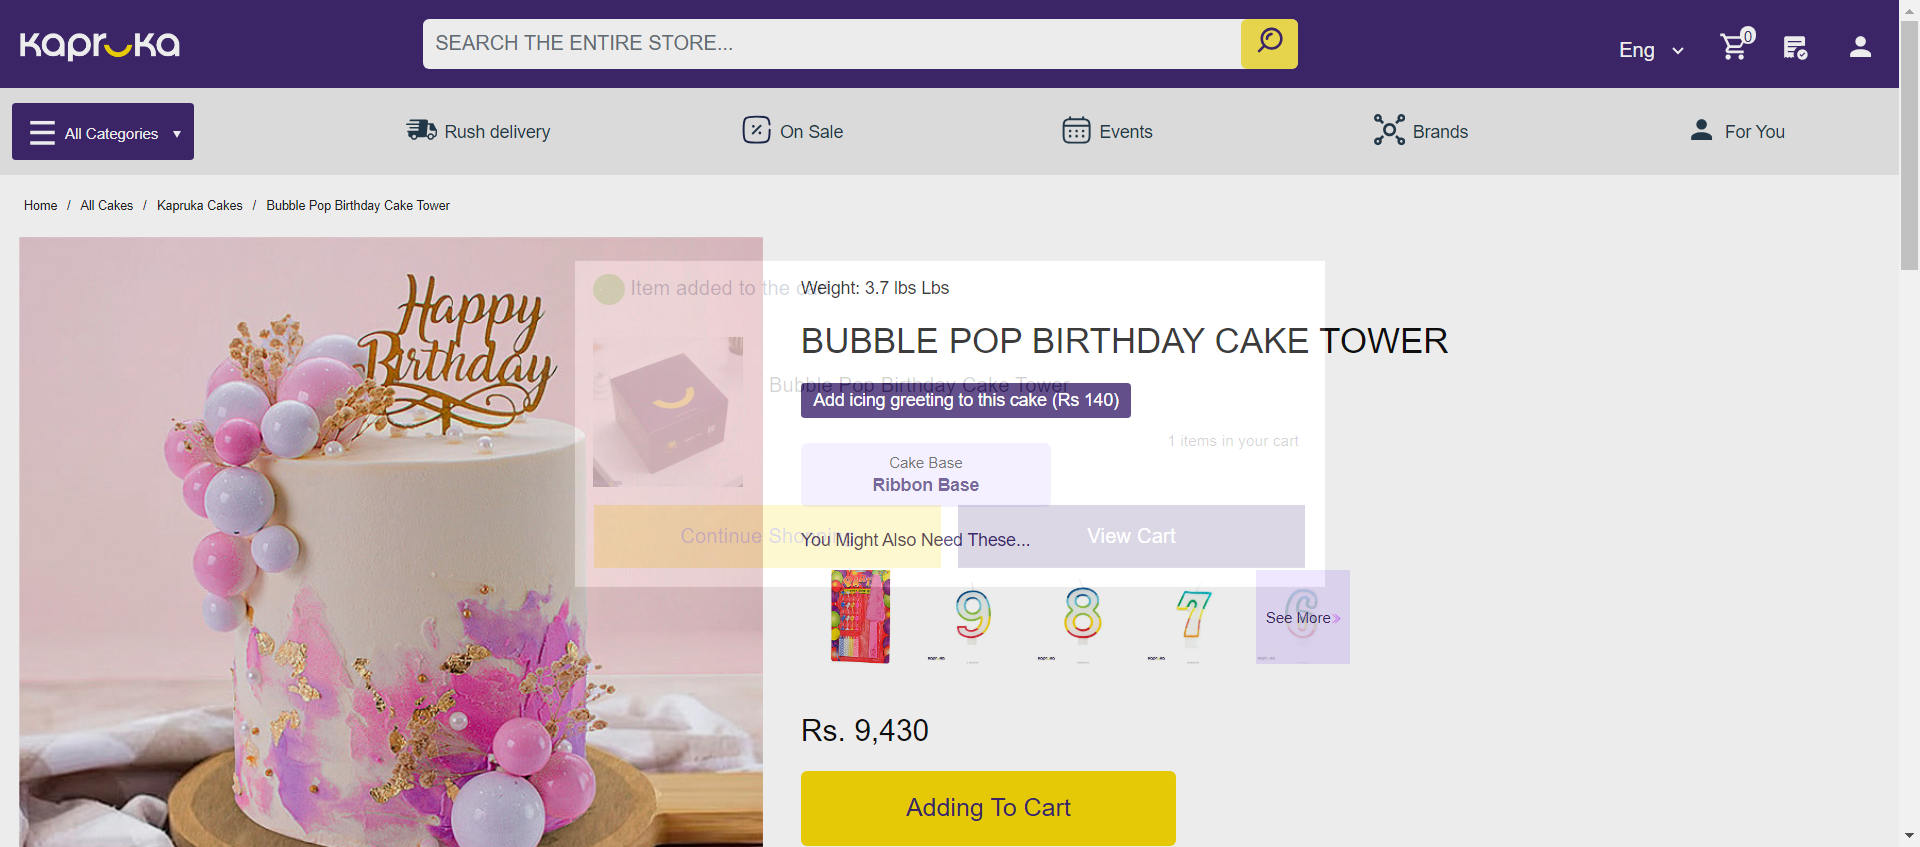 Kapruka
SEARCH THE ENTIRE STORE...
Eng
0
All Categories
Rush delivery
On Sale
Events
Brands
For You
Home / All Cakes / Kapruka Cakes / Bubble Pop Birthday Cake Tower
Happy
Birthday
Item added to the
Weight: 3.7 lbs Lbs
BUBBLE POP BIRTHDAY CAKE TOWER
Bubble Pop Birthday Cake Tower
Add icing greeting to this cake (Rs 140)
1 items in your cart
Cake Base
Ribbon Base
Continue Shopping
View Cart
You Might Also Need These...
9
8
7
6
See More»
Rs. 9,430
Adding To Cart